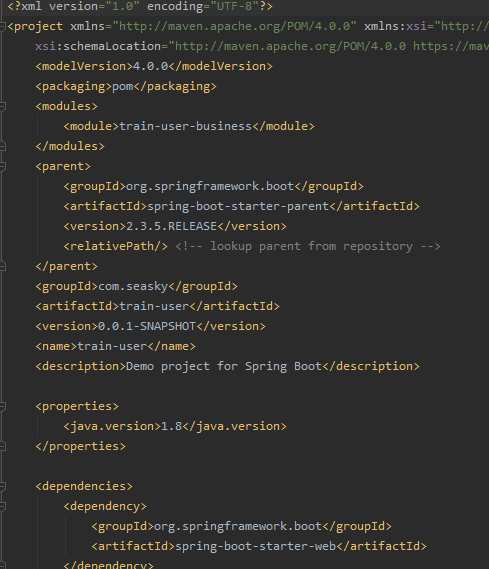 <?xml version="1.0" encoding="UTF-8"?>
<project xmlns="http://maven.apache.org/POM/4.0.0" xmlns:xsi="http://
xsi:schemaLocation="http://maven.apache.org/POM/4.0.0 https://mav
<modelVersion>4.0.0</modelVersion>
<packaging>pom</packaging>
<modules>
<module>train-user-business</module>
</modules>
<parent>
<groupId>org.springframework.boot</groupId>
<artifactId>spring-boot-starter-parent</artifactId>
<version>2.3.5.RELEASE</version>
<relativePath/> <!-- lookup parent from repository -->
</parent>
<groupId>com.seasky</groupId>
<artifactId>train-user</artifactId>
<version>0.0.1-SNAPSHOT</version>
<name>train-user</name>
<description>Demo project for Spring Boot</description>
<properties>
<java.version>1.8</java.version>
</properties>
<dependencies>
<dependency>
<groupId>org.springframework.boot</groupId>
<artifactId>spring-boot-starter-web</artifactId>
</dependency>